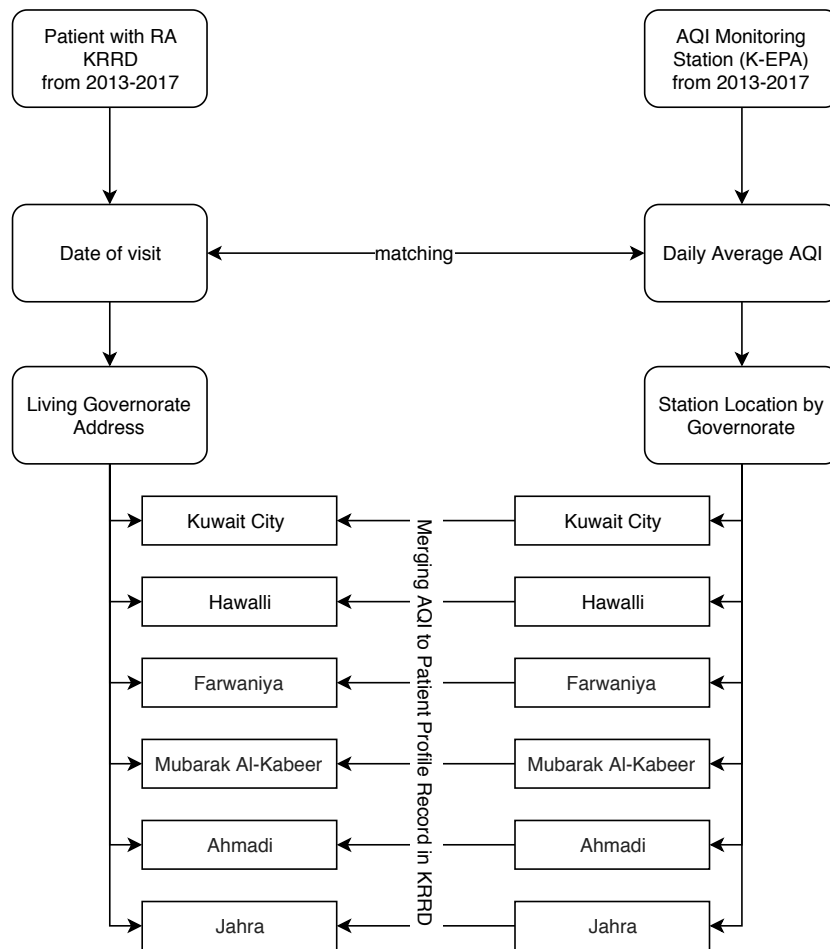 Patient with RA
KRRD
from 2013-2017
AQI Monitoring
Station (K-EPA)
from 2013-2017
Date of visit
matching
Daily Average AQI
Living Governorate
Address
Station Location by
Governorate
Kuwait City
Kuwait City
Hawalli
Hawalli
Farwaniya
Farwaniya
Mubarak Al-Kabeer
Mubarak Al-Kabeer
Ahmadi
Ahmadi
Jahra
Jahra
Merging AQI to Patient Profile Record in KRRD